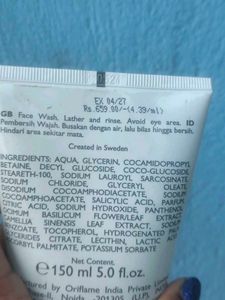 EX 04/27
Rs.659.00/-(4.39/ml)
GB Face Wash. Lather and rinse. Avoid eye area. ID
Pembersih Wajah. Busakan dengan air, lalu bilas hingga bersih.
Hindari area sekitar mata.
Created in Sweden
INGREDIENTS: AQUA, GLYCERIN, COCAMIDOPROPYL
BETAINE, DECYL GLUCOSIDE, COCO-GLUCOSIDE,
STEARETH-100, SODIUM LAUROYL SARCOSINATE,
SODIUM CHLORIDE, GLYCERYL OLEATE,
DISODIUM COCOAMPHODIACETATE, SODIUM
COCOAMPHOACETATE, SALICYLIC ACID, PARFUM
CITRIC ACID, SODIUM HYDROXIDE, PANTHENOL,
OCIMUM BASILICUM FLOWER/LEAF EXTRACT
CAMELLIA SINENSIS LEAF EXTRACT, SODIUM
BENZOATE, TOCOPHEROL, HYDROGENATED
GLYCERIDES CITRATE, LECITHIN, LACTIC
ASCORBYL PALMITATE, POTASSIUM SORBATE
Net Content.
e 150 ml 5.0 fl.oz.
by Oriflame India Private
Noida - 201305 (U.P.)